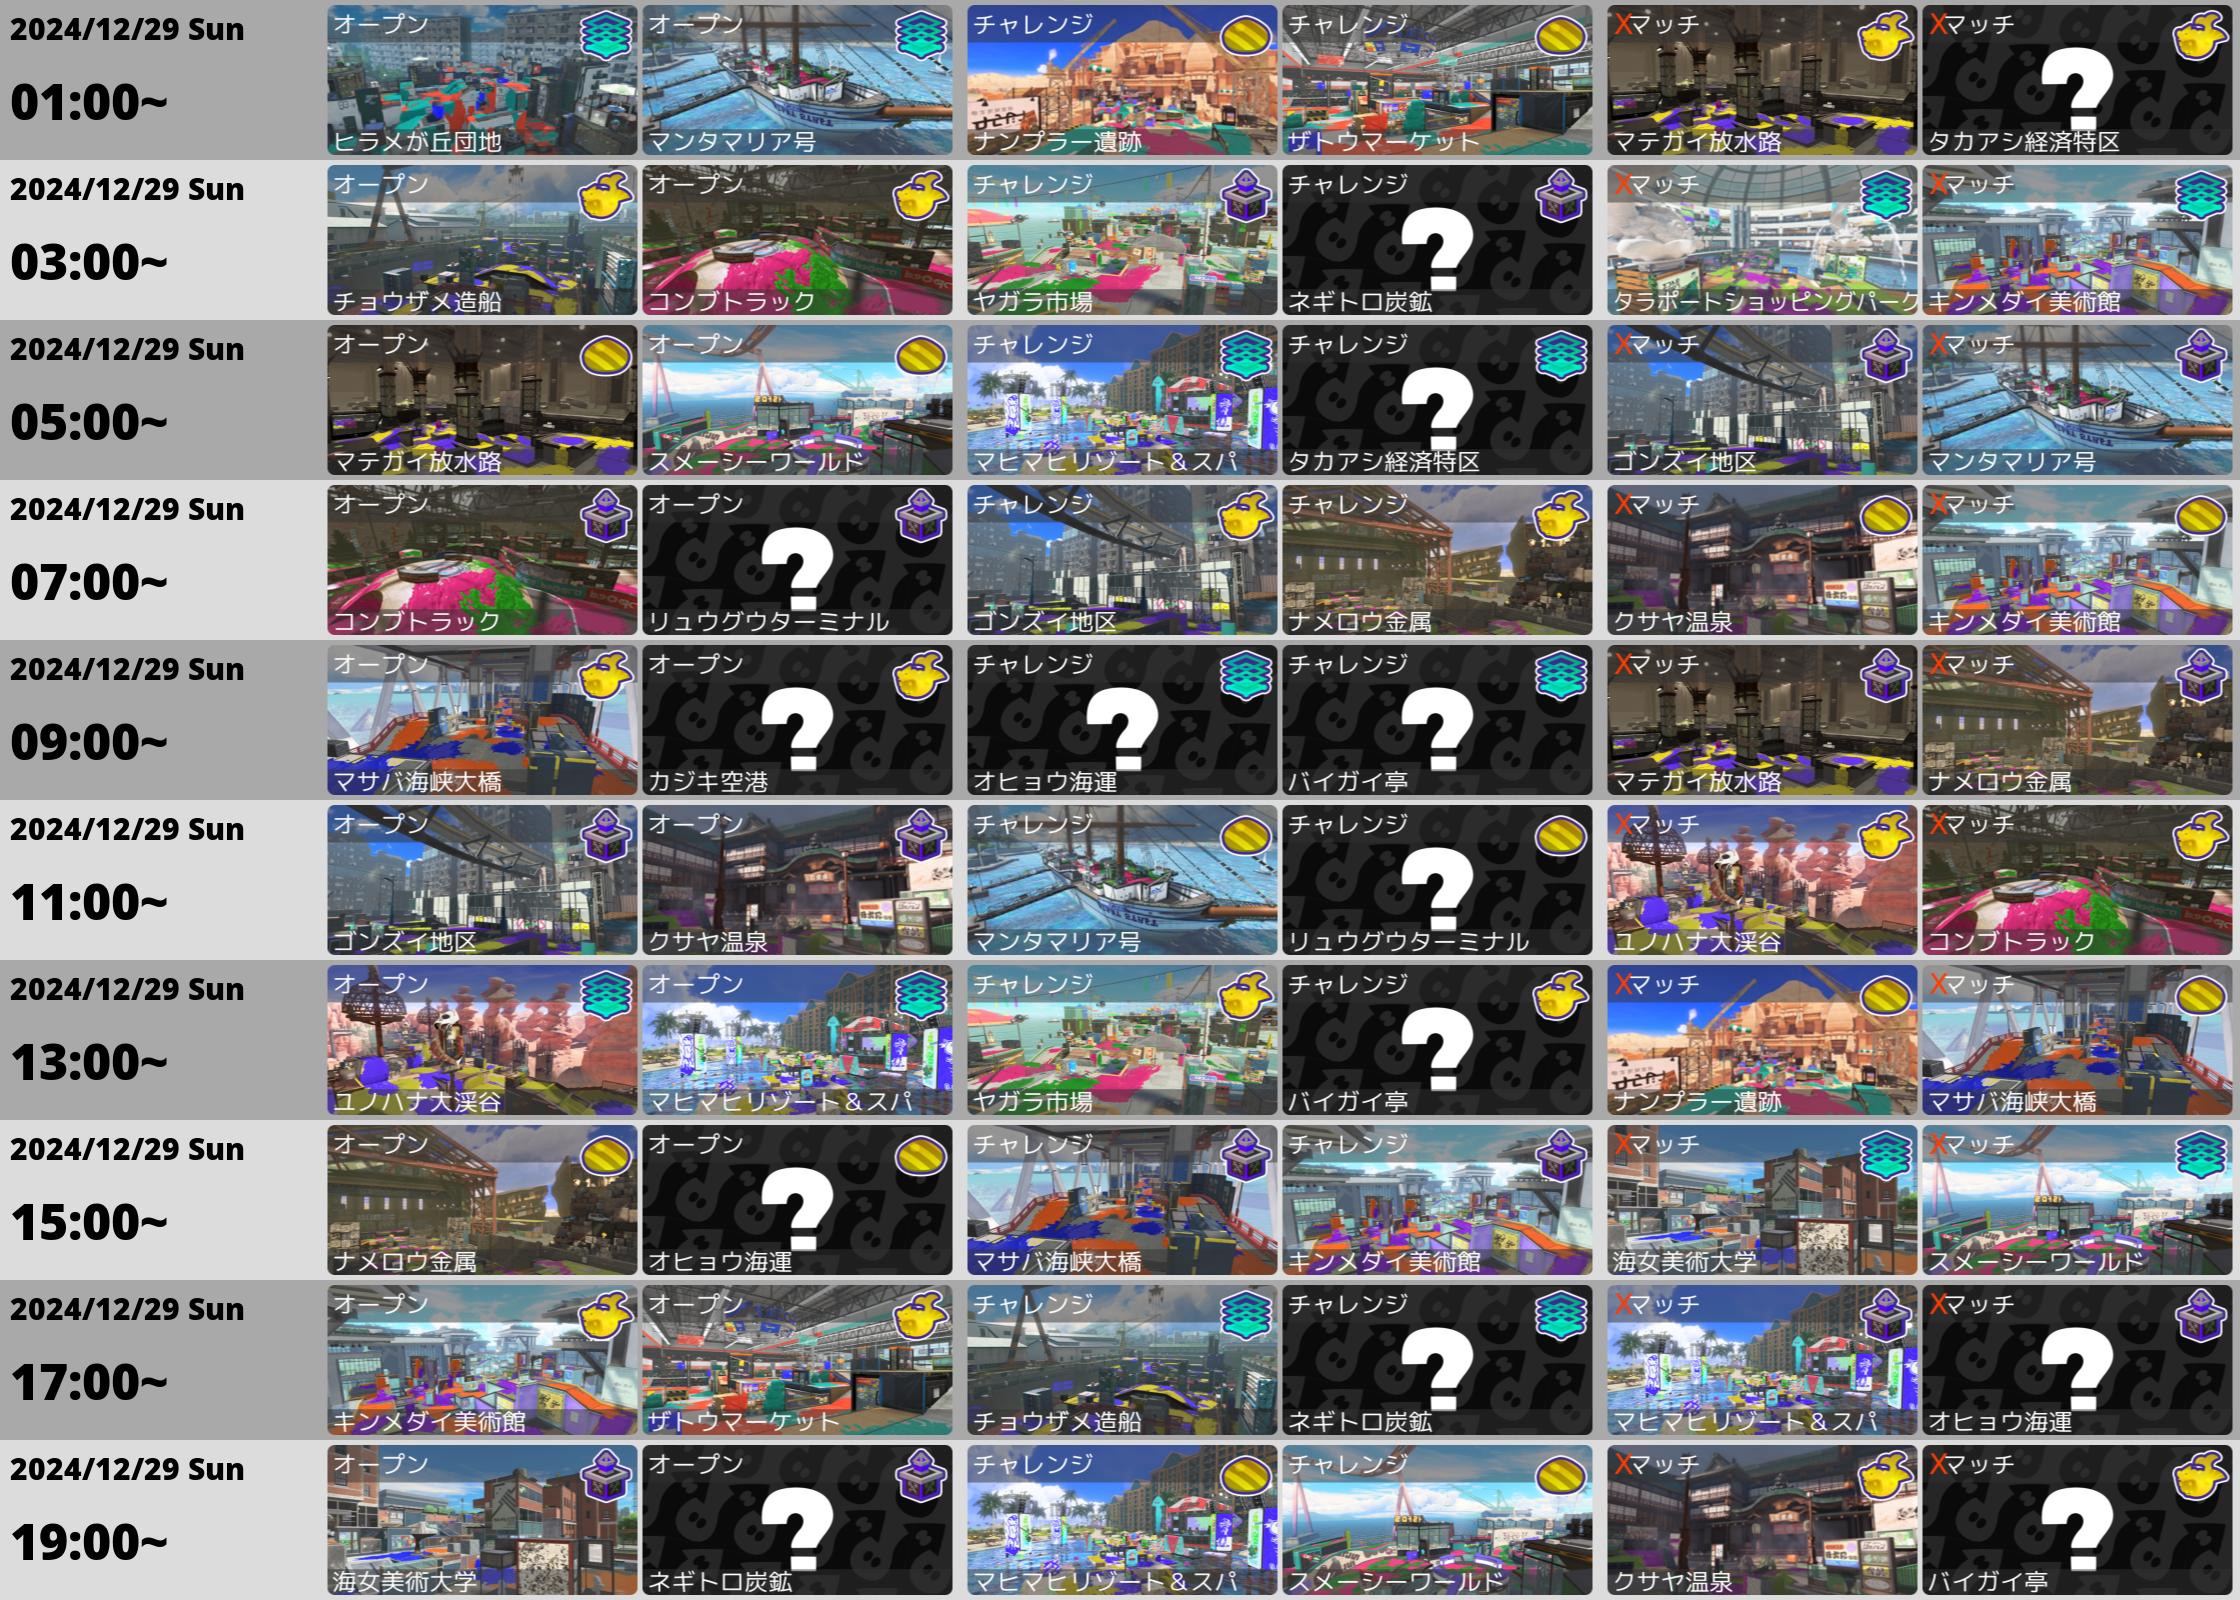 2024/12/29 Sun
01:00~
オープン
ヒラメが丘団地
オープン
マンタマリア号
チャレンジ
ナンプラー遺跡
チャレンジ
ザトウマーケット
Xマッチ
マテガイ放水路
Xマッチ
?
タカアシ経済特区
2024/12/29 Sun
03:00~
オープン
チョウザメ造船
オープン
コンブトラック
チャレンジ
ヤガラ市場
チャレンジ
?
ネギトロ炭鉱
Xマッチ
タラポートショッピングパーク
Xマッチ
キンメダイ美術館
2024/12/29 Sun
05:00~
オープン
マテガイ放水路
オープン
スメーシーワールド
チャレンジ
マヒマヒリゾート&スパ
チャレンジ
?
タカアシ経済特区
Xマッチ
ゴンズイ地区
Xマッチ
マンタマリア号
2024/12/29 Sun
07:00~
オープン
コンブトラック
オープン
?
リュウグウターミナル
チャレンジ
ゴンズイ地区
チャレンジ
ナメロウ金属
Xマッチ
クサヤ温泉
Xマッチ
キンメダイ美術館
2024/12/29 Sun
09:00~
オープン
マサバ海峡大橋
オープン
?
カジキ空港
チャレンジ
?
オヒョウ海運
チャレンジ
?
バイガイ亭
Xマッチ
マテガイ放水路
Xマッチ
ナメロウ金属
2024/12/29 Sun
11:00~
オープン
ゴンズイ地区
オープン
クサヤ温泉
チャレンジ
マンタマリア号
チャレンジ
?
リュウグウターミナル
Xマッチ
ユノハナ大渓谷
Xマッチ
コンブトラック
2024/12/29 Sun
13:00~
オープン
ユノハナ大渓谷
オープン
マヒマヒリゾート&スパ
チャレンジ
ヤガラ市場
チャレンジ
?
バイガイ亭
Xマッチ
ナンプラー遺跡
Xマッチ
マサバ海峡大橋
2024/12/29 Sun
15:00~
オープン
ナメロウ金属
オープン
?
オヒョウ海運
チャレンジ
マサバ海峡大橋
チャレンジ
キンメダイ美術館
Xマッチ
海女美術大学
Xマッチ
スメーシーワールド
2024/12/29 Sun
17:00~
オープン
キンメダイ美術館
オープン
ザトウマーケット
チャレンジ
チョウザメ造船
チャレンジ
?
ネギトロ炭鉱
Xマッチ
マヒマヒリゾート&スパ
Xマッチ
?
オヒョウ海運
2024/12/29 Sun
19:00~
オープン
海女美術大学
オープン
?
ネギトロ炭鉱
チャレンジ
マヒマヒリゾート&スパ
チャレンジ
スメーシーワールド
Xマッチ
クサヤ温泉
Xマッチ
?
バイガイ亭